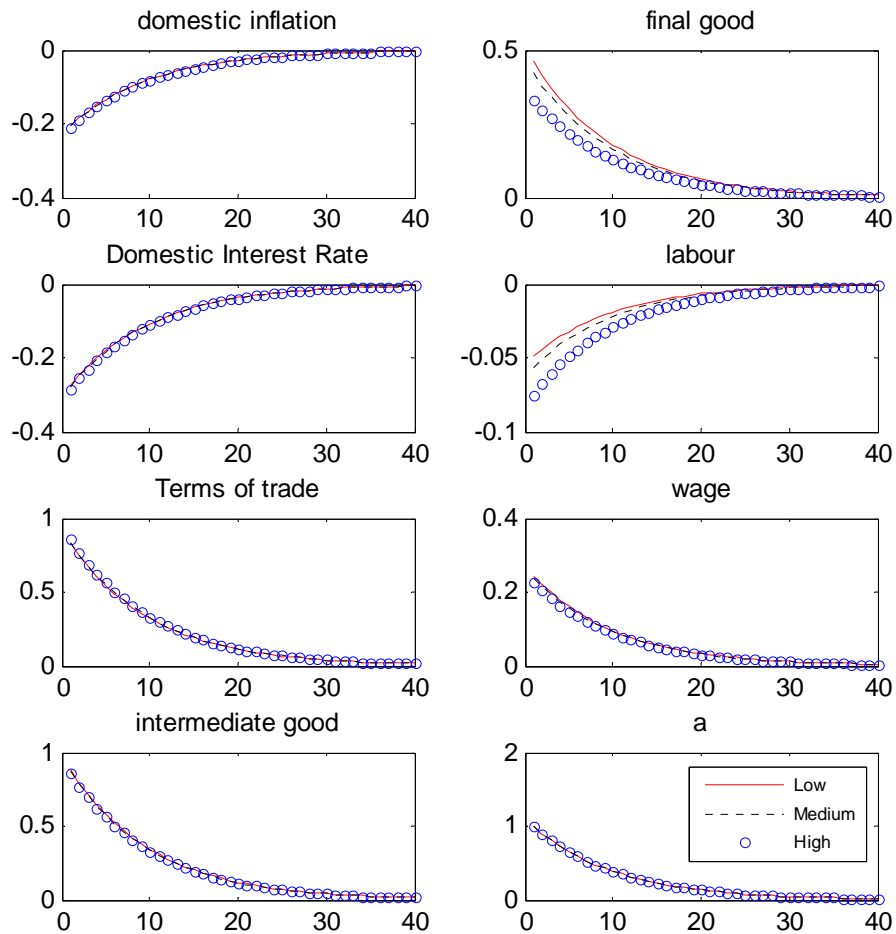 domestic inflation
0
-0.2
-0.4
0 10 20 30 40
final good
0.5
0
0 10 20 30 40
Domestic Interest Rate
0
-0.2
-0.4
0 10 20 30 40
labour
0
-0.05
-0.1
0 10 20 30 40
Terms of trade
1
0.5
0
0 10 20 30 40
wage
0.4
0.2
0
0 10 20 30 40
intermediate good
1
0.5
0
0 10 20 30 40
a
2
1
0
0 10 20 30 40
Low
Medium
High